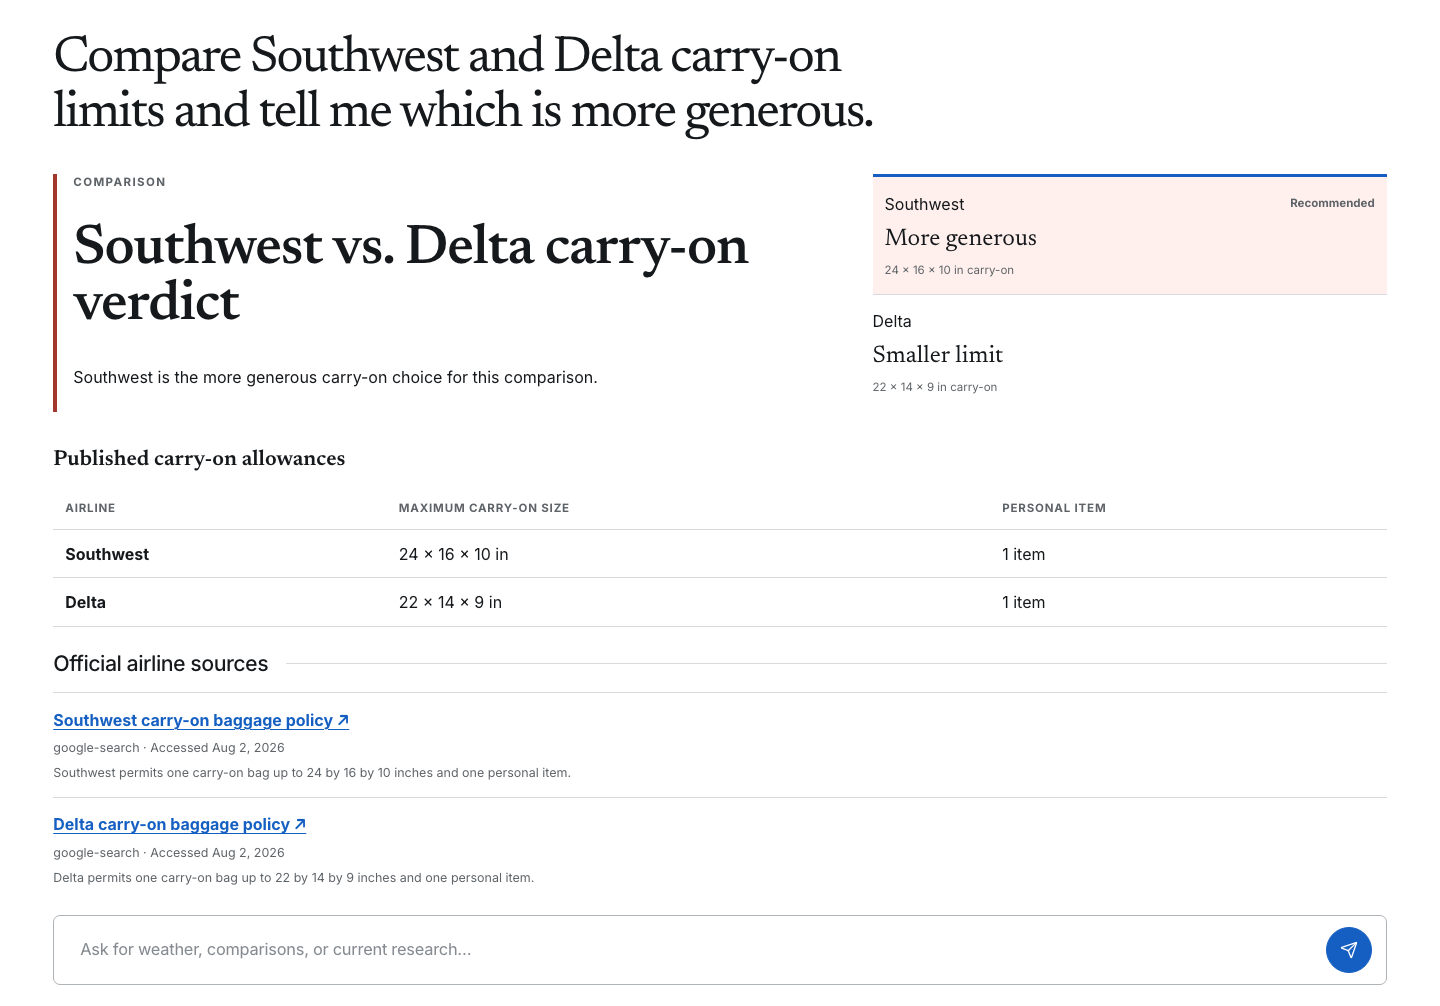 Compare Southwest and Delta carry-on
limits and tell me which is more generous.
COMPARISON
Southwest vs. Delta carry-on
verdict
Southwest is the more generous carry-on choice for this comparison.
Southwest
Recommended
More generous
24 × 16 × 10 in carry-on
Delta
Smaller limit
22 × 14 × 9 in carry-on
Published carry-on allowances
AIRLINE MAXIMUM CARRY-ON SIZE PERSONAL ITEM
Southwest 24 × 16 × 10 in 1 item
Delta 22 × 14 × 9 in 1 item
Official airline sources
Southwest carry-on baggage policy ↗
google-search · Accessed Aug 2, 2026
Southwest permits one carry-on bag up to 24 by 16 by 10 inches and one personal item.
Delta carry-on baggage policy ↗
google-search · Accessed Aug 2, 2026
Delta permits one carry-on bag up to 22 by 14 by 9 inches and one personal item.
Ask for weather, comparisons, or current research...